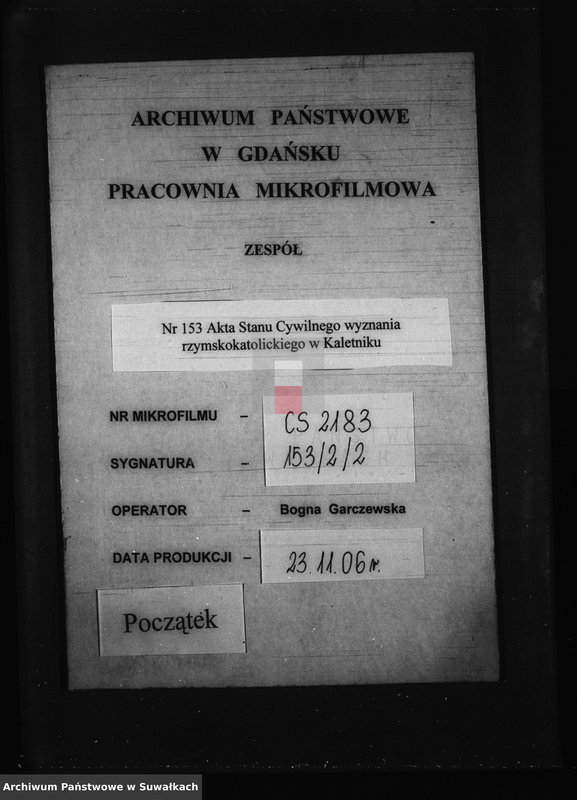 ARCHIWUM PAŃSTWOWE
W GDAŃSKU
PRACOWNIA MIKROFILMOWA
ZESPÓŁ
Nr 153 Akta Stanu Cywilnego wyznania
rzymskokatolickiego w Kaletniku
NR MIKROFILMU – CS 2183
SYGNATURA – 153/2/2
OPERATOR – Bogna Garczewska
DATA PRODUKCJI – 23.11.06 r.
Początek
Archiwum Państwowe w Suwałkach